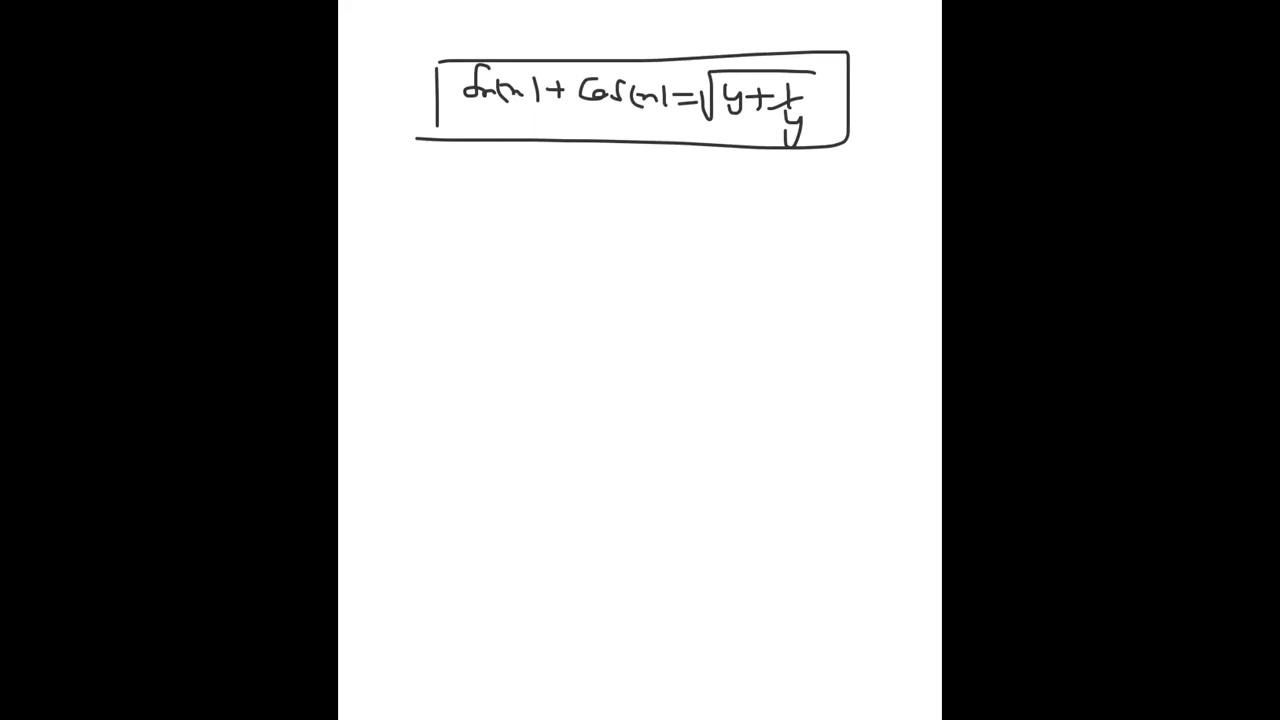 sin(x) + cos(x) = √(y + 1/y)